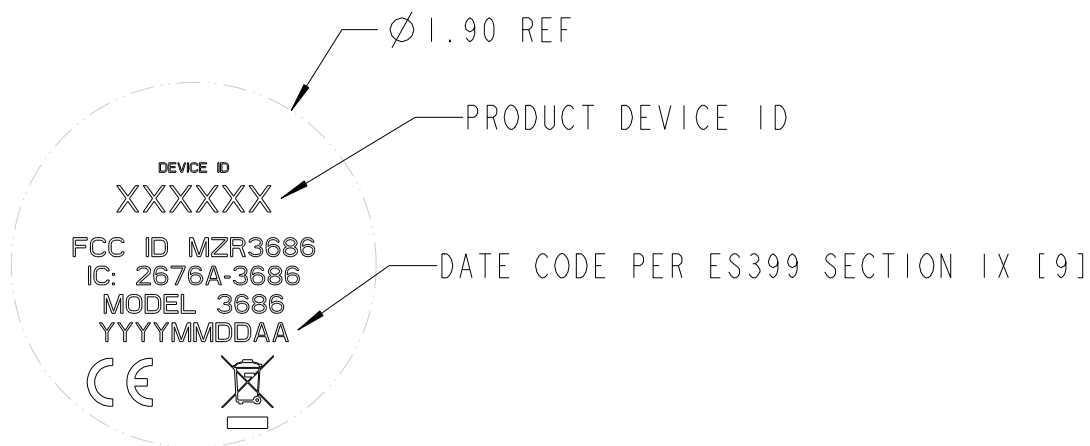 Ø1.90 REF
PRODUCT DEVICE ID
DEVICE ID
XXXXXX
FCC ID MZR3686
IC: 2676A-3686
DATE CODE PER ES399 SECTION IX [9]
MODEL 3686
YYYYMMDDAA
CE